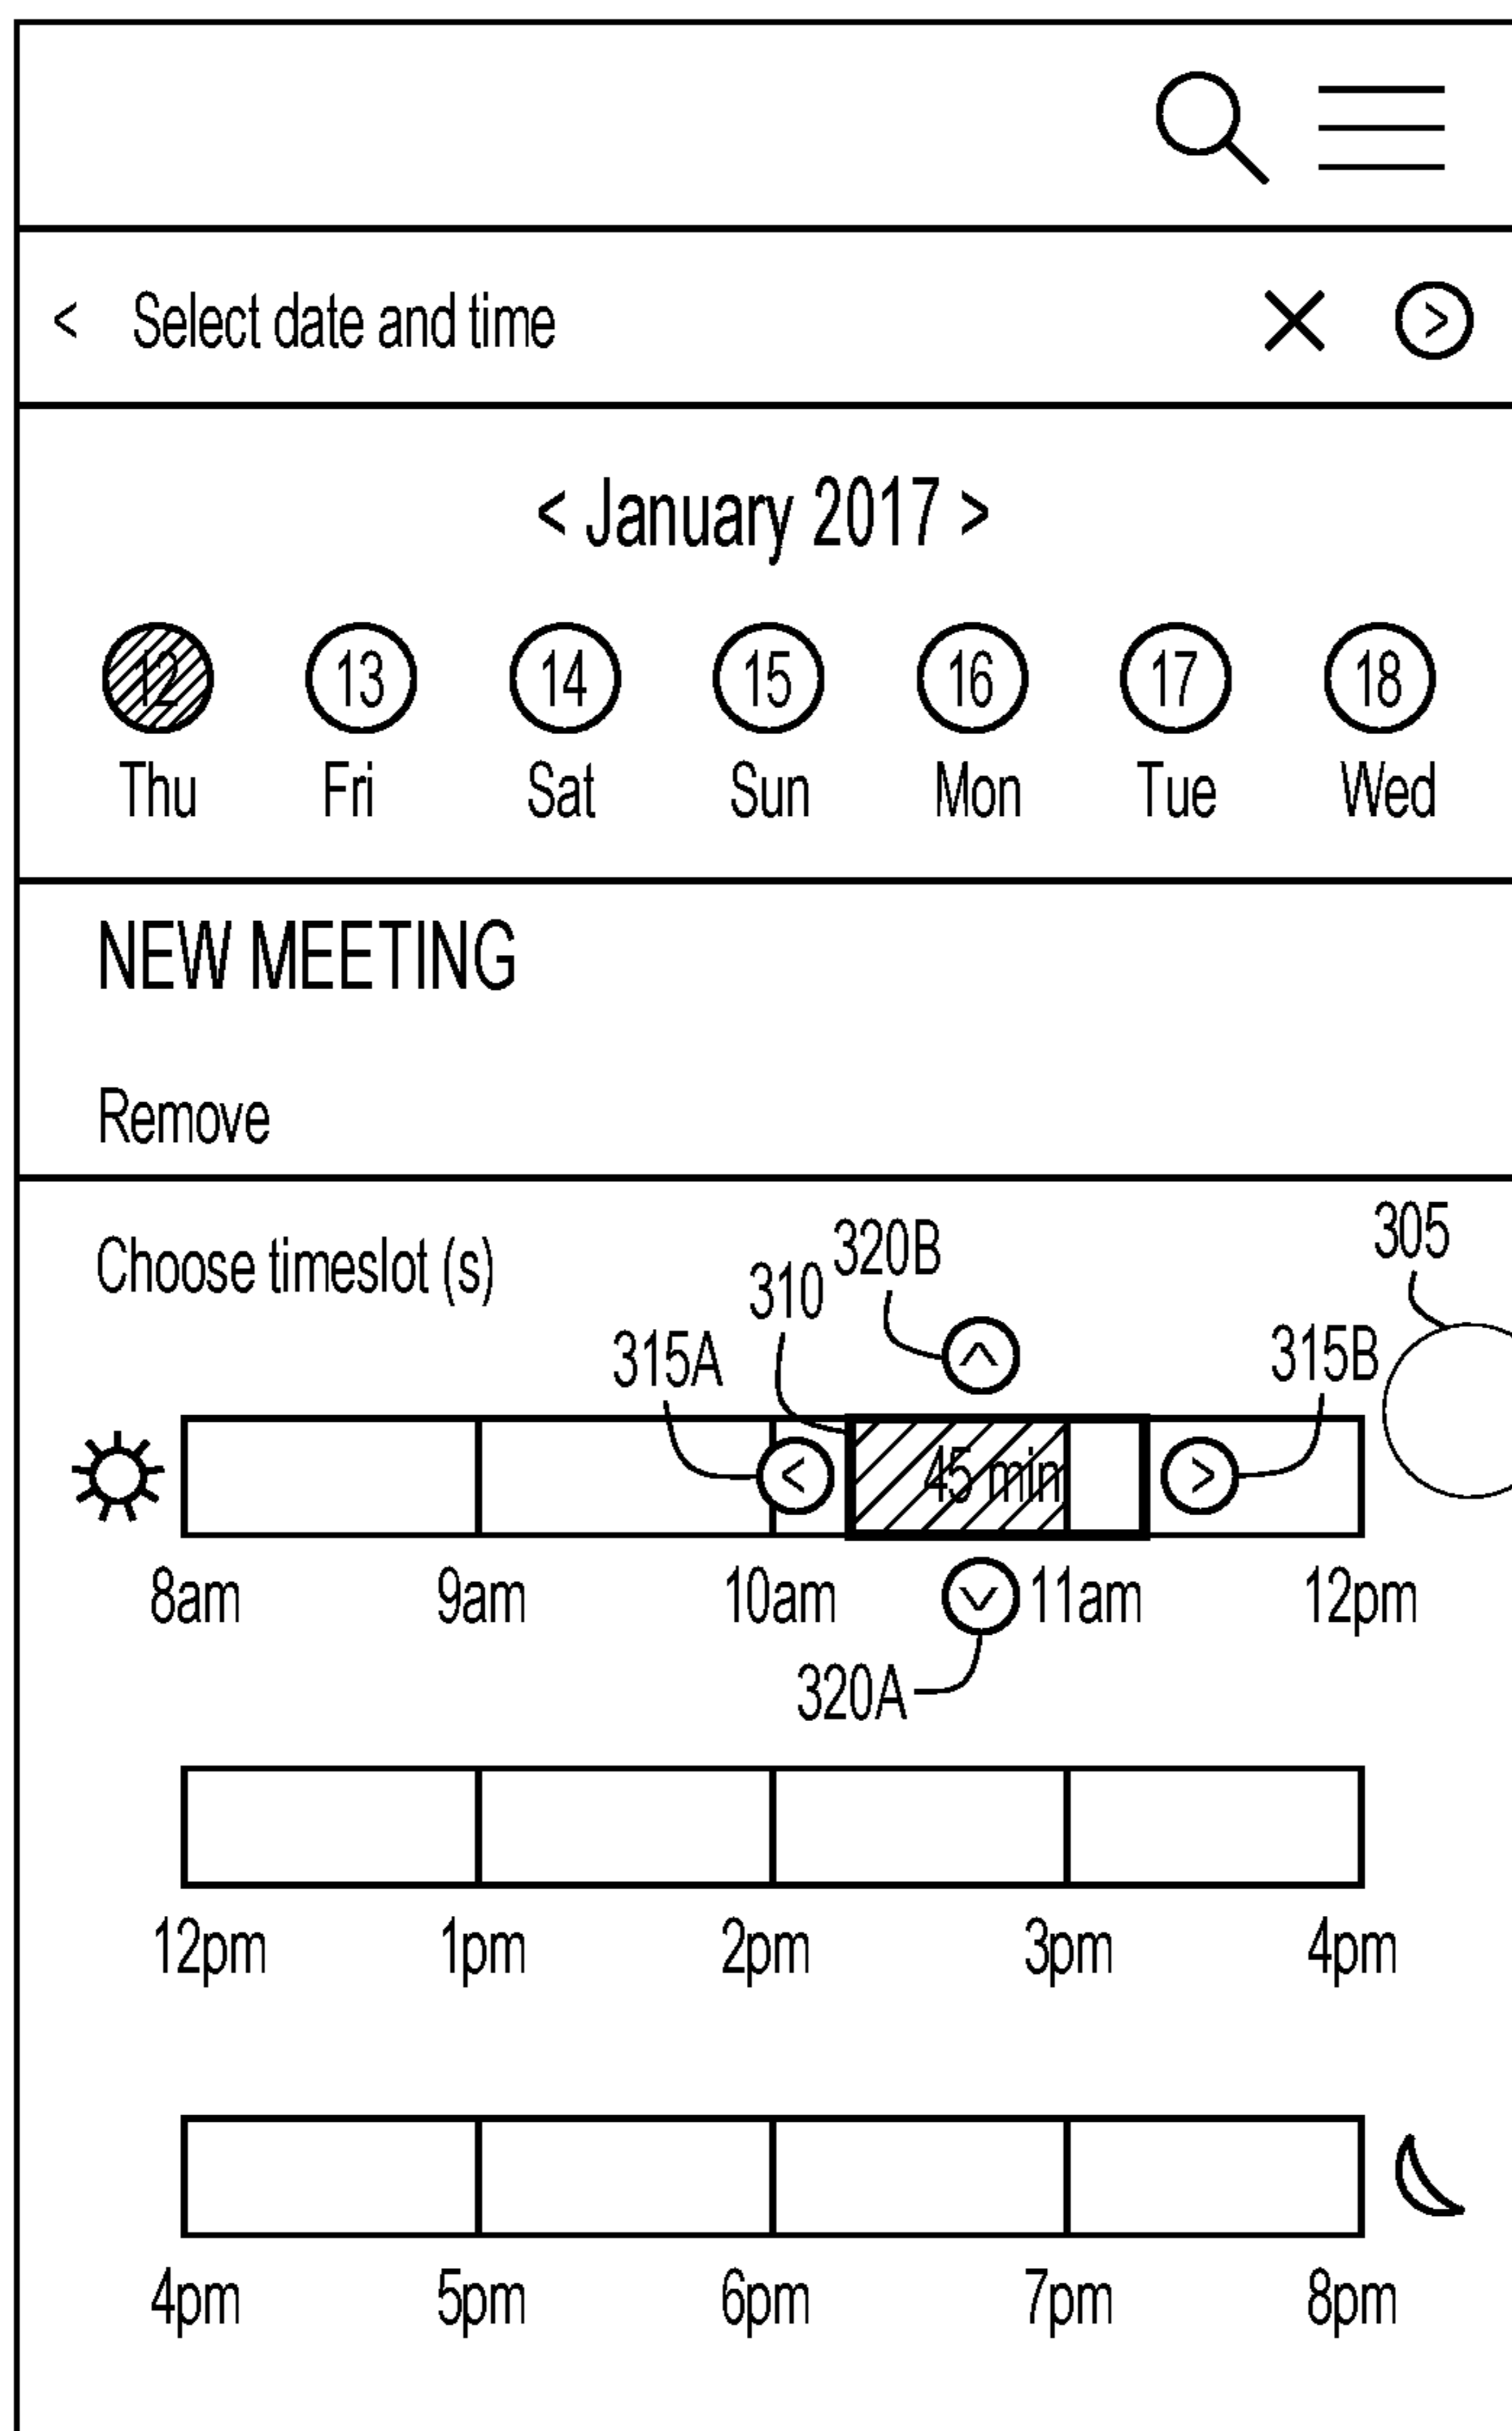 < Select date and time
< January 2017 >
12 13 14 15 16 17 18
Thu Fri Sat Sun Mon Tue Wed
NEW MEETING
Remove
Choose timeslot (s)
305
320B
310
315A
315B
45 min
8am 9am 10am 11am 12pm
320A
12pm 1pm 2pm 3pm 4pm
4pm 5pm 6pm 7pm 8pm